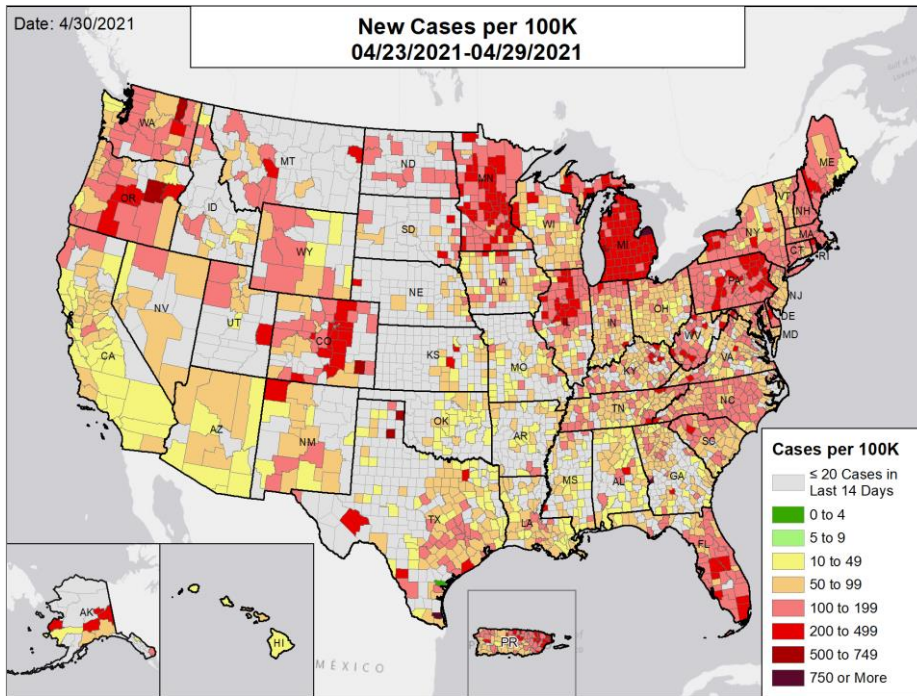 Date: 4/30/2021
New Cases per 100K
04/23/2021-04/29/2021
WA
MT
ND
MN
ME
OR
ID
SD
WI
MI
VT
NH
NY
MA
CT
RI
WY
IA
PA
NJ
NE
IL
IN
OH
DE
MD
NV
UT
CO
WV
VA
CA
KS
MO
KY
NC
TN
AZ
NM
OK
AR
SC
MS
AL
GA
TX
LA
FL
AK
HI
PR
MÉXICO
Cases per 100K
≤ 20 Cases in
Last 14 Days
0 to 4
5 to 9
10 to 49
50 to 99
100 to 199
200 to 499
500 to 749
750 or More